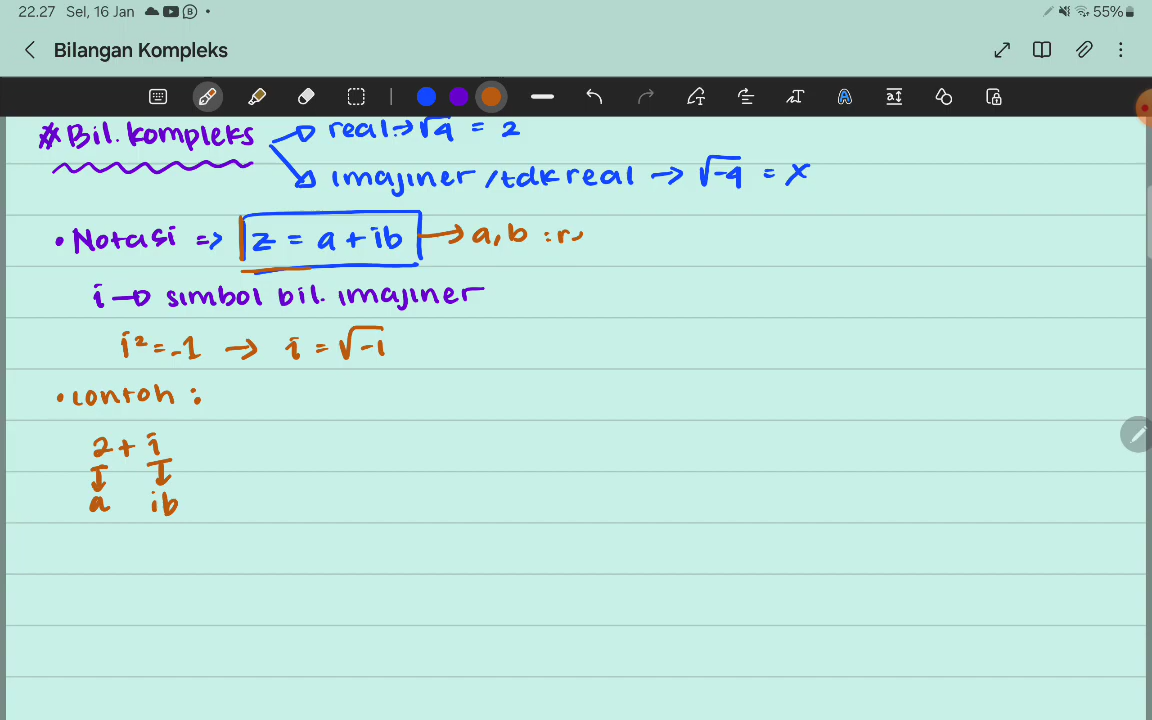 22.27 Sel, 16 Jan 55%
Bilangan Kompleks
# Bil. kompleks → real → √4 = 2
→ imajiner / tdk real → √-4 = x
• Notasi => z = a + ib → a, b : r
i → simbol bil. imajiner
i² = -1 → i = √-1
• contoh :
2 + i
↓ ↓
a ib